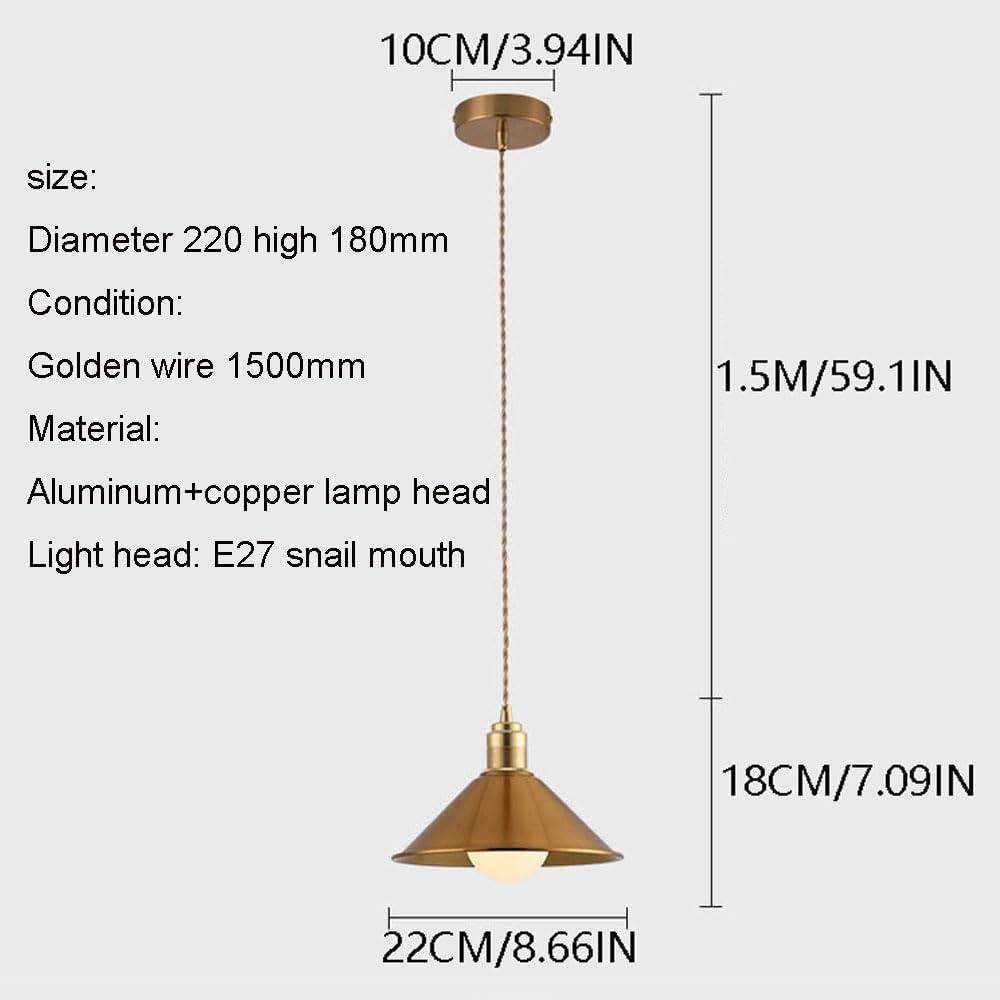 10CM/3.94IN
size:
Diameter 220 high 180mm
Condition:
Golden wire 1500mm
1.5M/59.1IN
Material:
Aluminum+copper lamp head
Light head: E27 snail mouth
18CM/7.09IN
22CM/8.66IN